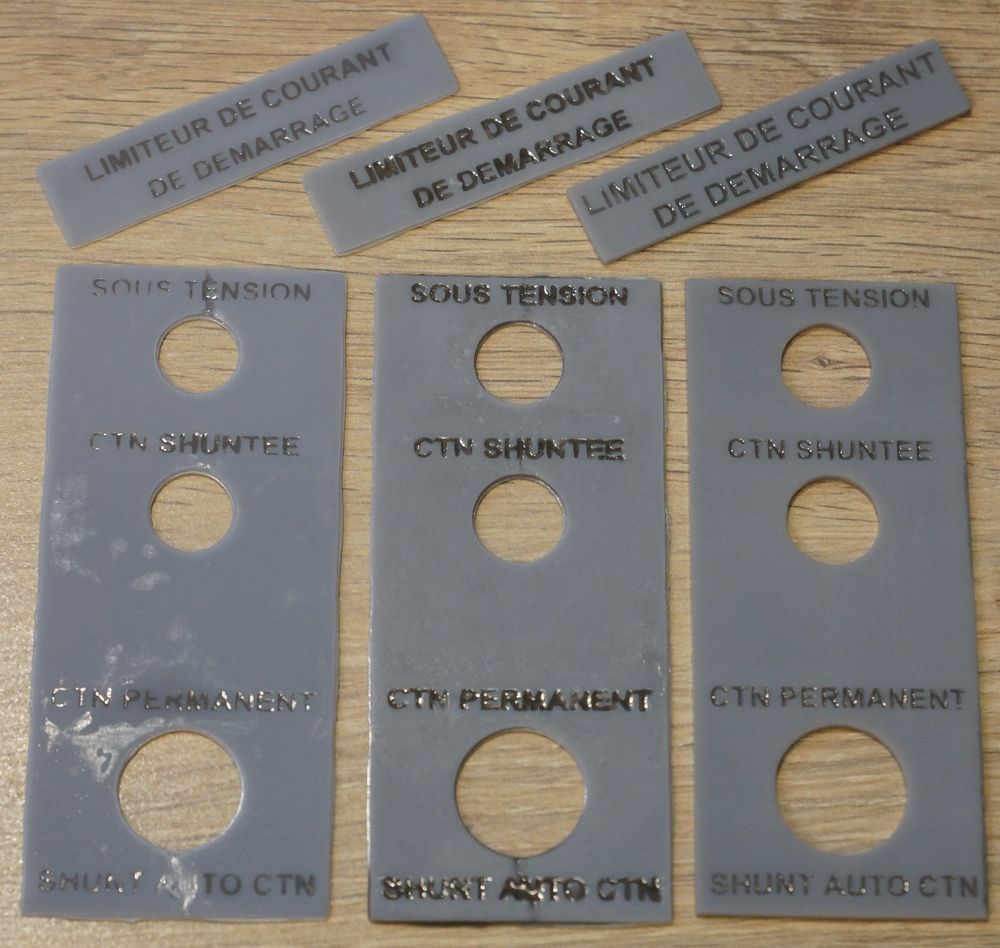 LIMITEUR DE COURANT
DE DEMARRAGE
LIMITEUR DE COURANT
DE DEMARRAGE
LIMITEUR DE COURANT
DE DEMARRAGE
SOUS TENSION
CTN SHUNTEE
CTN PERMANENT
SHUNT AUTO CTN
SOUS TENSION
CTN SHUNTEE
CTN PERMANENT
SHUNT AUTO CTN
SOUS TENSION
CTN SHUNTEE
CTN PERMANENT
SHUNT AUTO CTN